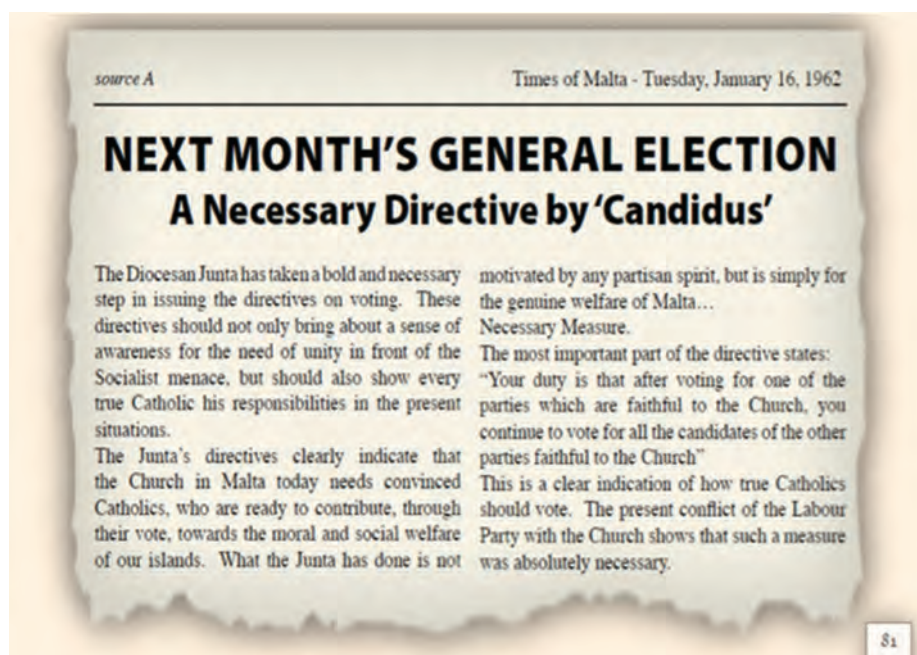 source A
Times of Malta - Tuesday, January 16, 1962
NEXT MONTH'S GENERAL ELECTION
A Necessary Directive by 'Candidus'
The Diocesan Junta has taken a bold and necessary
step in issuing the directives on voting. These
directives should not only bring about a sense of
awareness for the need of unity in front of the
Socialist menace, but should also show every
true Catholic his responsibilities in the present
situations.
The Junta's directives clearly indicate that
the Church in Malta today needs convinced
Catholics, who are ready to contribute, through
their vote, towards the moral and social welfare
of our islands. What the Junta has done is not
motivated by any partisan spirit, but is simply for
the genuine welfare of Malta…
Necessary Measure.
The most important part of the directive states:
"Your duty is that after voting for one of the
parties which are faithful to the Church, you
continue to vote for all the candidates of the other
parties faithful to the Church"
This is a clear indication of how true Catholics
should vote. The present conflict of the Labour
Party with the Church shows that such a measure
was absolutely necessary.
81